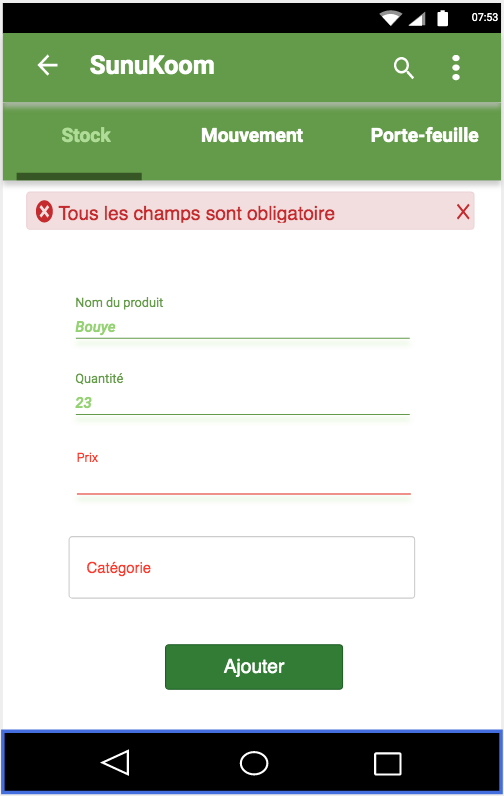 07:53
SunuKoom
Stock Mouvement Porte-feuille
Tous les champs sont obligatoire
Nom du produit
Bouye
Quantité
23
Prix
Catégorie
Ajouter